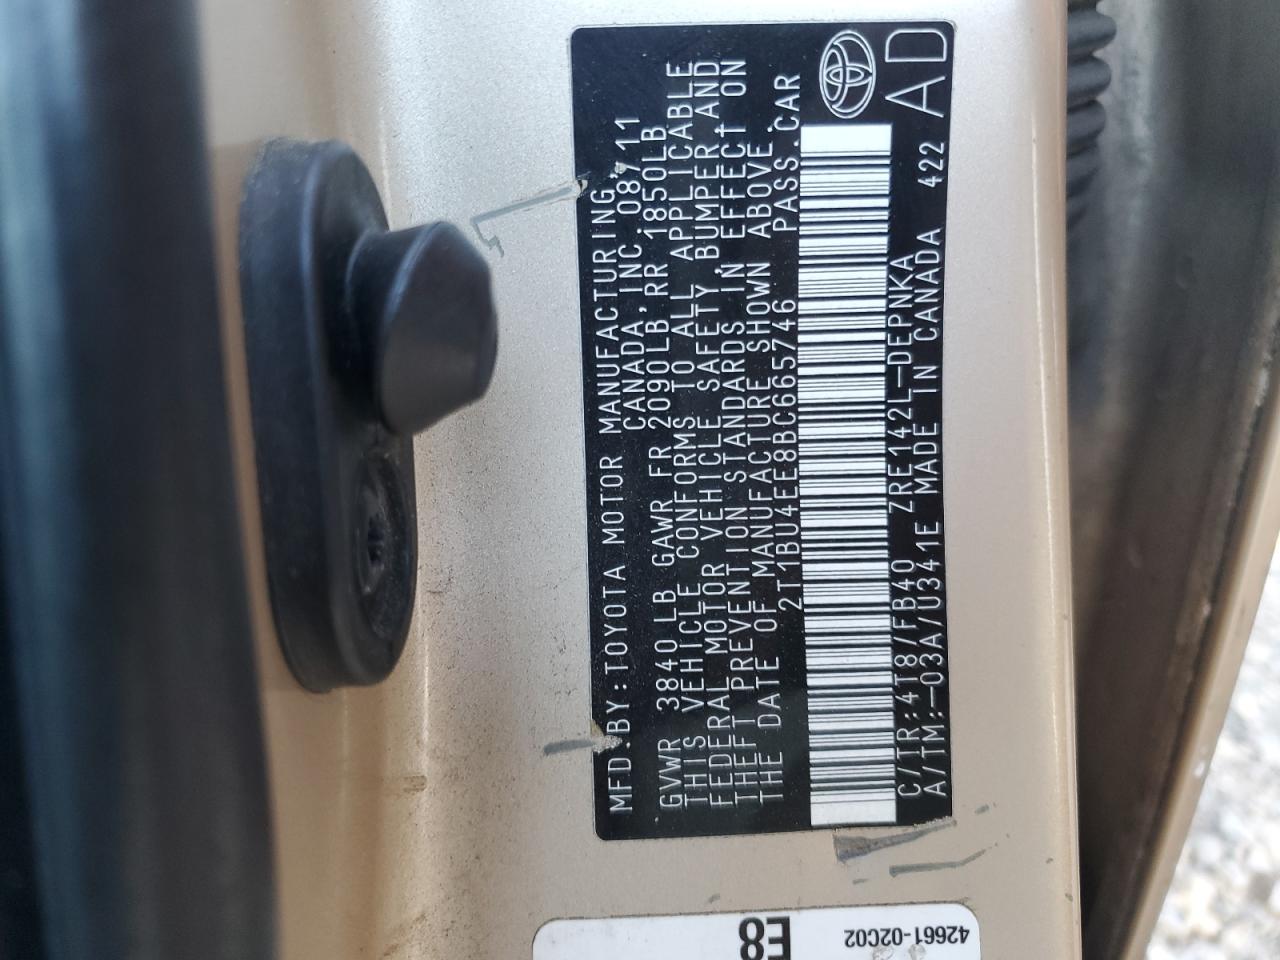 MFD.BY:TOYOTA MOTOR MANUFACTURING,
CANADA,INC.08/11
GVWR 3840LB GAWR FR 2090LB,RR 1850LB
THIS VEHICLE CONFORMS TO ALL APPLICABLE
FEDERAL MOTOR VEHICLE SAFETY,BUMPER,AND
THEFT PREVENTION STANDARDS IN EFFECT ON
THE DATE OF MANUFACTURE SHOWN ABOVE.
2T1BU4EE8BC665746 PASS.CAR
C/TR:4T8/FB40 ZRE142L-DEPNKA
A/TM:-03A/U341E MADE IN CANADA 422
AD
E8
42661-02C02